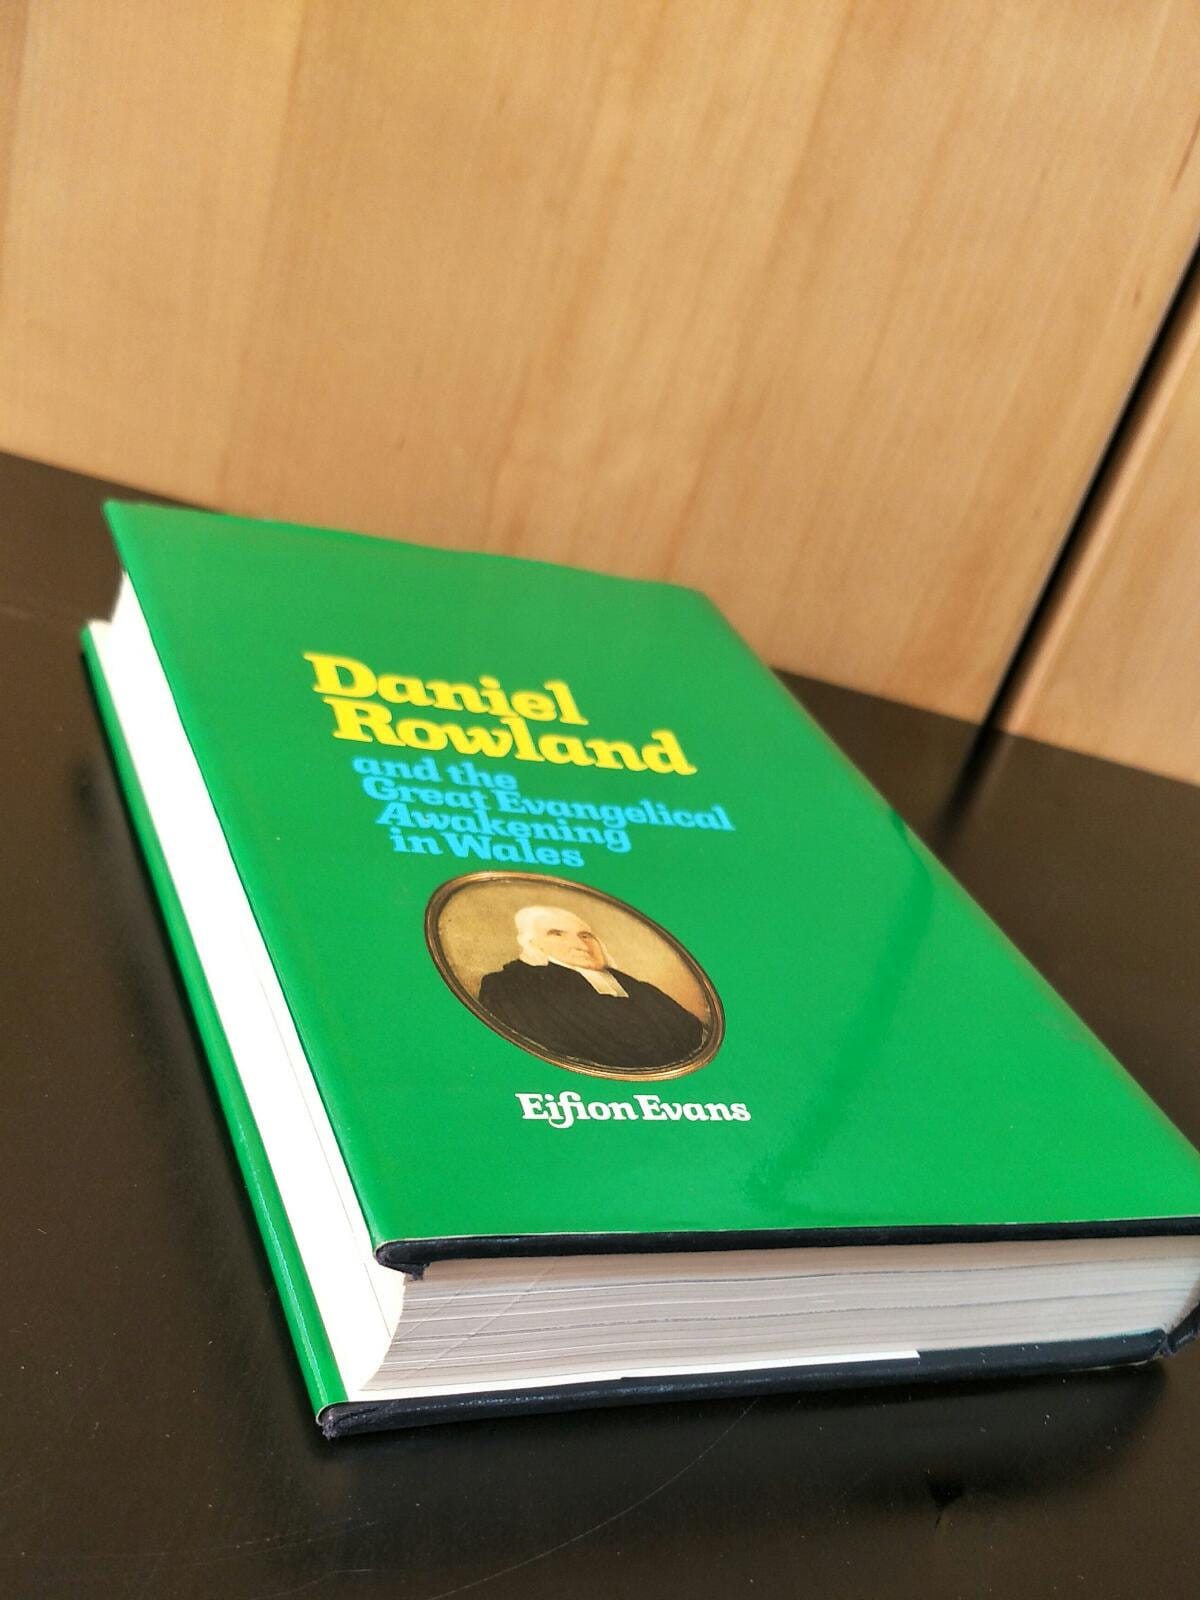 Daniel
Rowland
and the
Great Evangelical
Awakening
in Wales
Eifion Evans